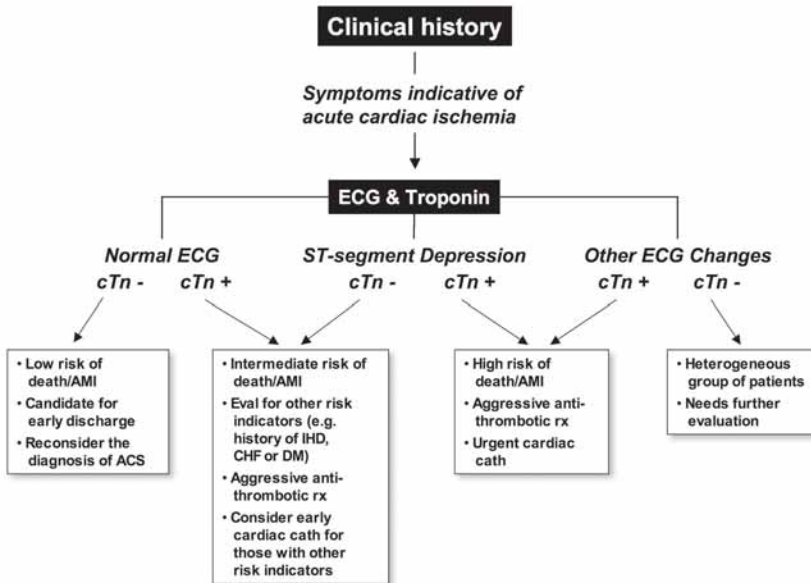 Clinical history
Symptoms indicative of
acute cardiac ischemia
ECG & Troponin
Normal ECG
cTn - cTn +
ST-segment Depression
cTn - cTn +
Other ECG Changes
cTn + cTn -
• Low risk of
death/AMI
• Candidate for
early discharge
• Reconsider the
diagnosis of ACS
• Intermediate risk of
death/AMI
• Eval for other risk
indicators (e.g.
history of IHD,
CHF or DM)
• Aggressive anti-
thrombotic rx
• Consider early
cardiac cath for
those with other
risk indicators
• High risk of
death/AMI
• Aggressive anti-
thrombotic rx
• Urgent cardiac
cath
• Heterogeneous
group of patients
• Needs further
evaluation